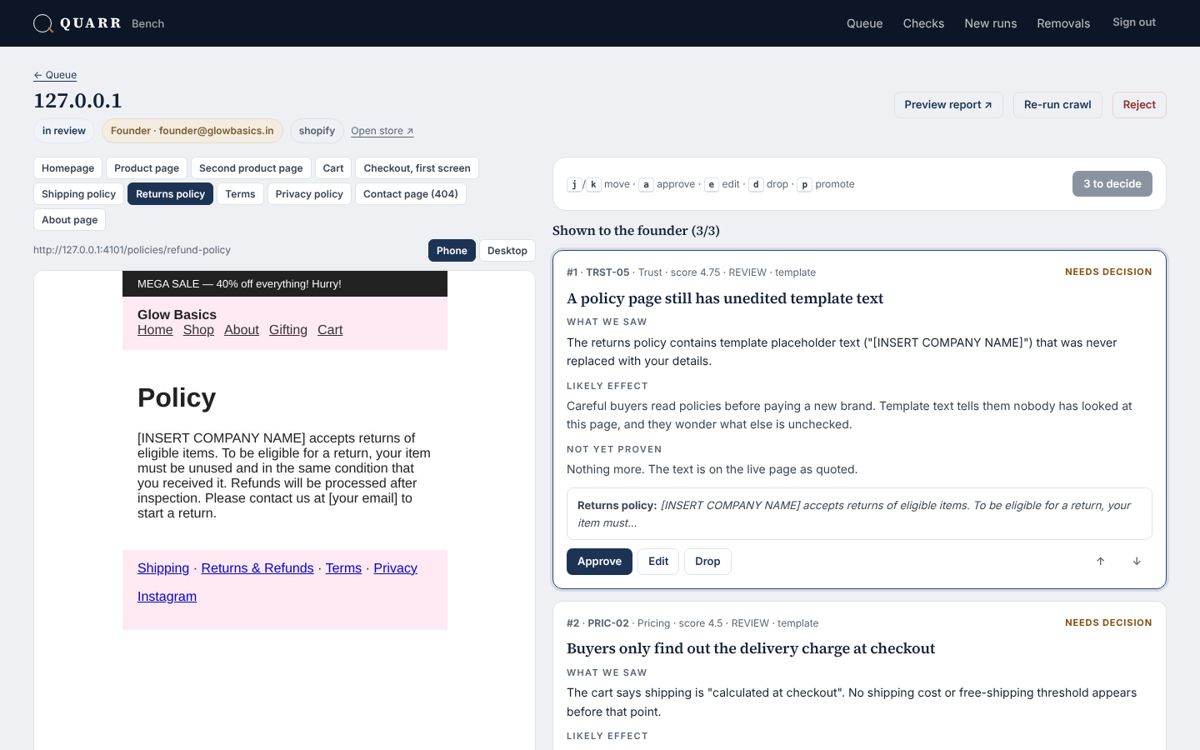 QUARR Bench
Queue Checks New runs Removals Sign out
← Queue
127.0.0.1
Preview report ↗ Re-run crawl Reject
in review Founder · founder@glowbasics.in shopify Open store ↗
Homepage Product page Second product page Cart Checkout, first screen
Shipping policy Returns policy Terms Privacy policy Contact page (404)
About page
http://127.0.0.1:4101/policies/refund-policy
Phone Desktop
MEGA SALE — 40% off everything! Hurry!
Glow Basics
Home Shop About Gifting Cart
Policy
[INSERT COMPANY NAME] accepts returns of
eligible items. To be eligible for a return, your item
must be unused and in the same condition that
you received it. Refunds will be processed after
inspection. Please contact us at [your email] to
start a return.
Shipping · Returns & Refunds · Terms · Privacy
Instagram
j / k move · a approve · e edit · d drop · p promote
3 to decide
Shown to the founder (3/3)
#1 · TRST-05 · Trust · score 4.75 · REVIEW · template
NEEDS DECISION
A policy page still has unedited template text
WHAT WE SAW
The returns policy contains template placeholder text ("[INSERT COMPANY NAME]") that was never
replaced with your details.
LIKELY EFFECT
Careful buyers read policies before paying a new brand. Template text tells them nobody has looked at
this page, and they wonder what else is unchecked.
NOT YET PROVEN
Nothing more. The text is on the live page as quoted.
Returns policy: [INSERT COMPANY NAME] accepts returns of eligible items. To be eligible for a return, your
item must…
Approve Edit Drop ↑ ↓
#2 · PRIC-02 · Pricing · score 4.5 · REVIEW · template
NEEDS DECISION
Buyers only find out the delivery charge at checkout
WHAT WE SAW
The cart says shipping is "calculated at checkout". No shipping cost or free-shipping threshold appears
before that point.
LIKELY EFFECT